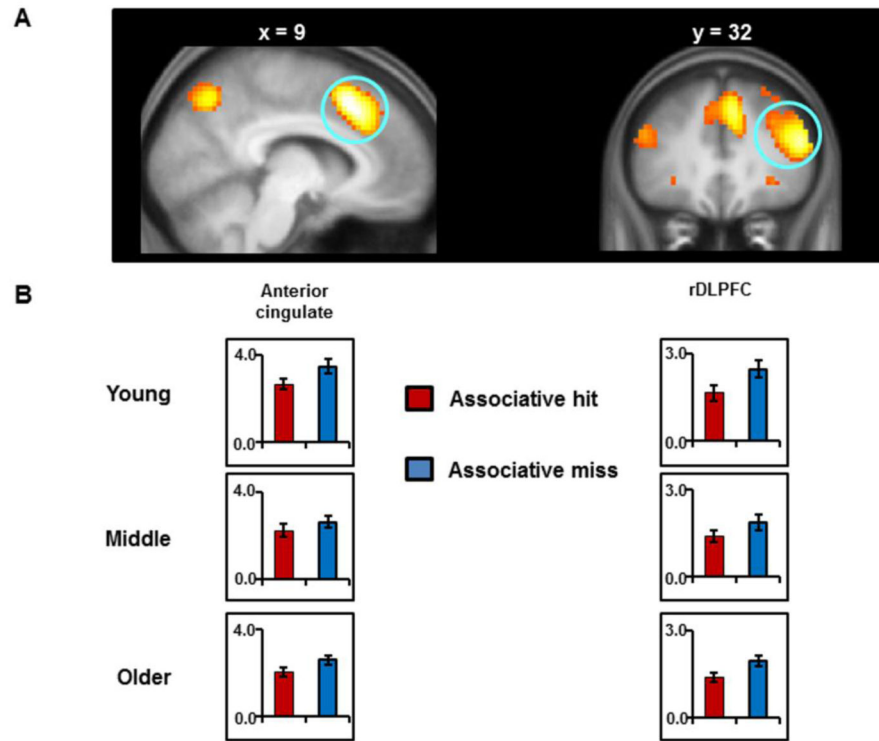 A
x = 9
y = 32
B
Anterior
cingulate
rDLPFC
Young
4.0
0.0
Associative hit
Associative miss
3.0
0.0
Middle
4.0
0.0
3.0
0.0
Older
4.0
0.0
3.0
0.0